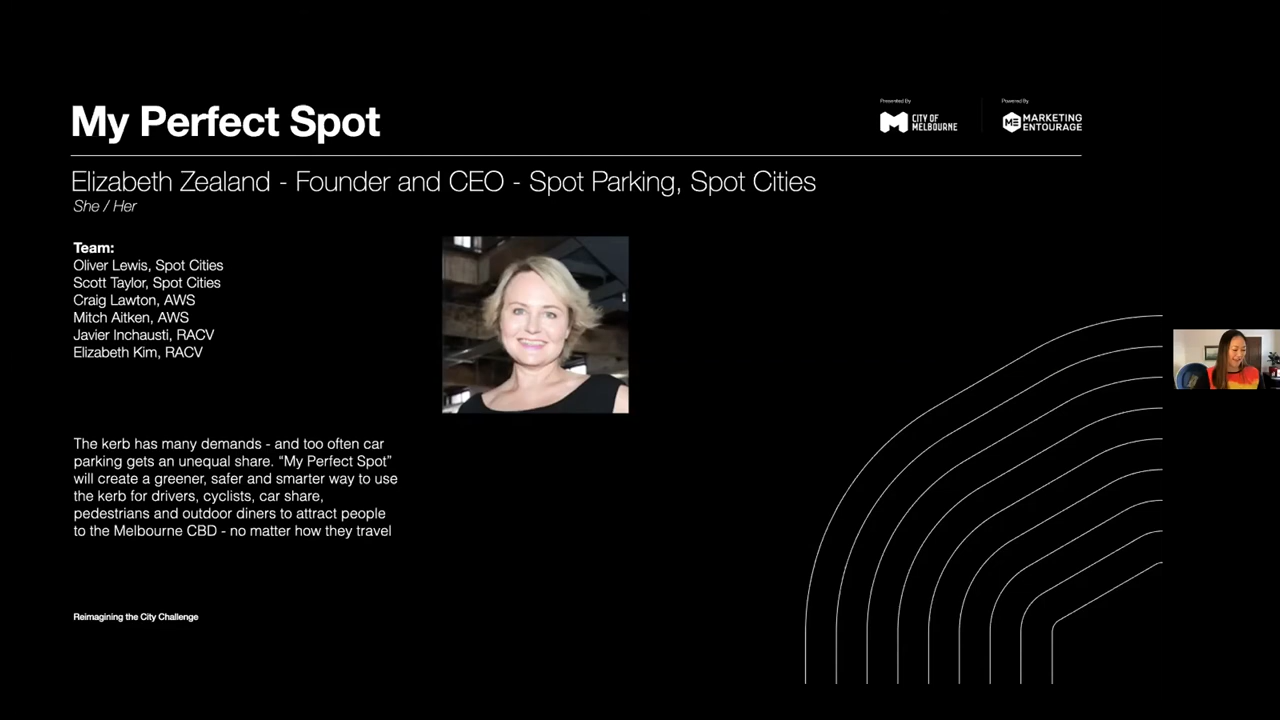 My Perfect Spot
Presented By
CITY OF
MELBOURNE
Powered By
ME MARKETING
ENTOURAGE
Elizabeth Zealand - Founder and CEO - Spot Parking, Spot Cities
She / Her
Team:
Oliver Lewis, Spot Cities
Scott Taylor, Spot Cities
Craig Lawton, AWS
Mitch Aitken, AWS
Javier Inchausti, RACV
Elizabeth Kim, RACV
The kerb has many demands - and too often car
parking gets an unequal share. “My Perfect Spot”
will create a greener, safer and smarter way to use
the kerb for drivers, cyclists, car share,
pedestrians and outdoor diners to attract people
to the Melbourne CBD - no matter how they travel
Reimagining the City Challenge